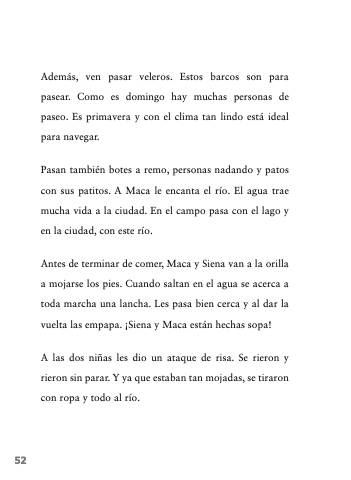 Además, ven pasar veleros. Estos barcos son para
pasear. Como es domingo hay muchas personas de
paseo. Es primavera y con el clima tan lindo está ideal
para navegar.
Pasan también botes a remo, personas nadando y patos
con sus patitos. A Maca le encanta el río. El agua trae
mucha vida a la ciudad. En el campo pasa con el lago y
en la ciudad, con este río.
Antes de terminar de comer, Maca y Siena van a la orilla
a mojarse los pies. Cuando saltan en el agua se acerca a
toda marcha una lancha. Les pasa bien cerca y al dar la
vuelta las empapa. ¡Siena y Maca están hechas sopa!
A las dos niñas les dio un ataque de risa. Se rieron y
rieron sin parar. Y ya que estaban tan mojadas, se tiraron
con ropa y todo al río.
52